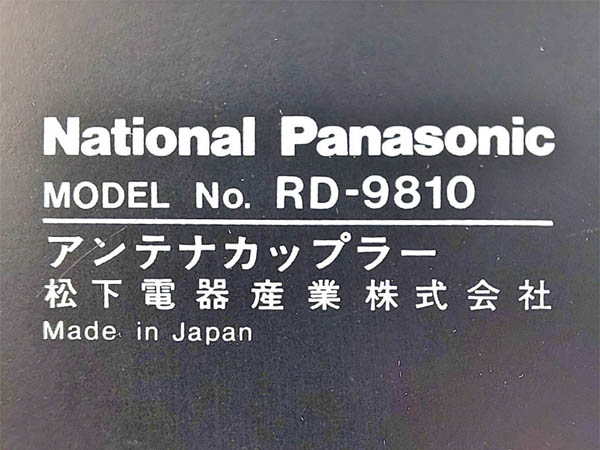 National Panasonic
MODEL No. RD-9810
アンテナカップラー
松下電器産業株式会社
Made in Japan